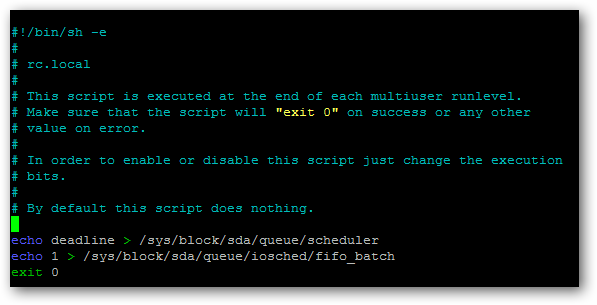 #!/bin/sh -e
#
# rc.local
#
# This script is executed at the end of each multiuser runlevel.
# Make sure that the script will "exit 0" on success or any other
# value on error.
#
# In order to enable or disable this script just change the execution
# bits.
#
# By default this script does nothing.
echo deadline > /sys/block/sda/queue/scheduler
echo 1 > /sys/block/sda/queue/iosched/fifo_batch
exit 0